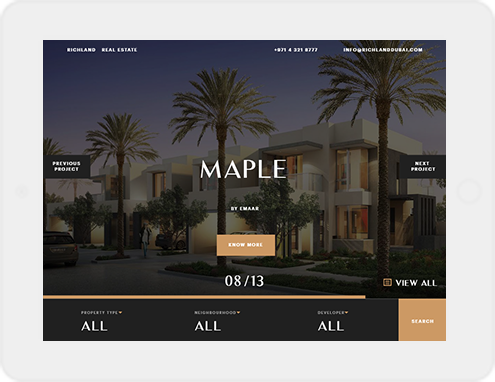 RICHLAND REAL ESTATE
+971 4 321 8777
INFO@RICHLANDDUBAI.COM
PREVIOUS
PROJECT
NEXT
PROJECT
MAPLE
BY EMAAR
KNOW MORE
08/13
VIEW ALL
PROPERTY TYPE
NEIGHBOURHOOD
DEVELOPER
ALL
ALL
ALL
SEARCH